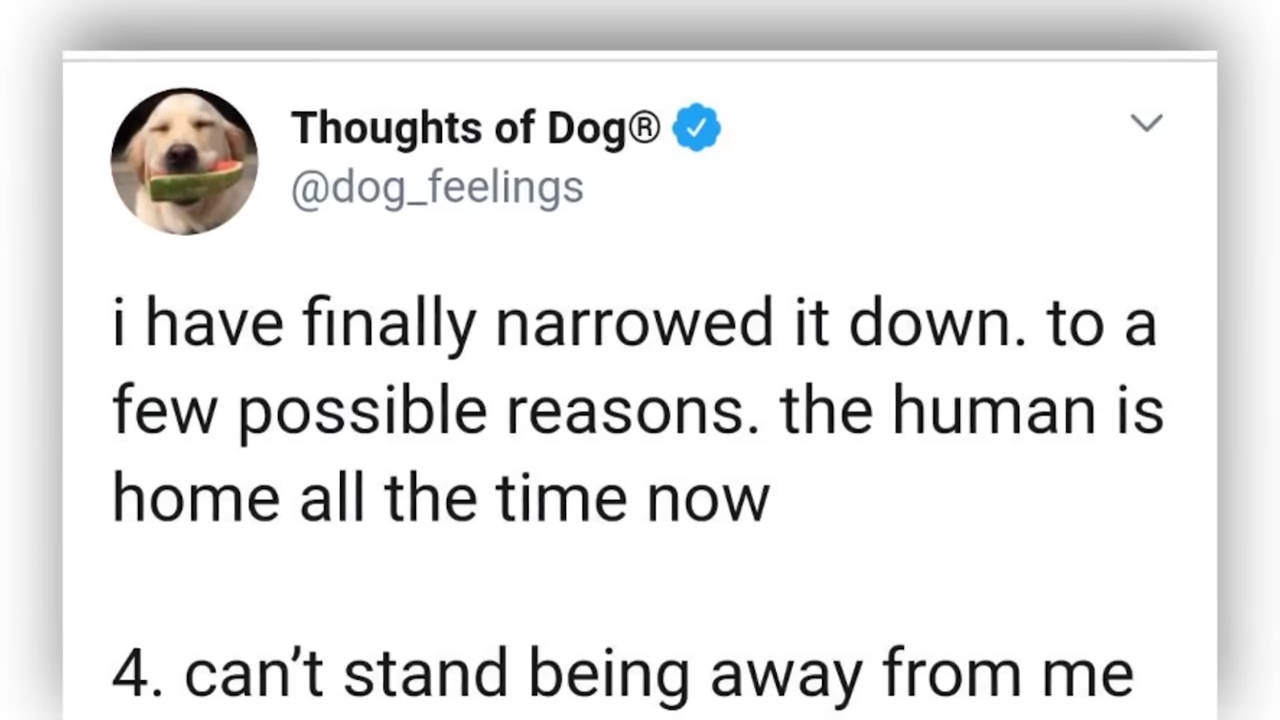 Thoughts of Dog®
@dog_feelings
i have finally narrowed it down. to a
few possible reasons. the human is
home all the time now
4. can’t stand being away from me